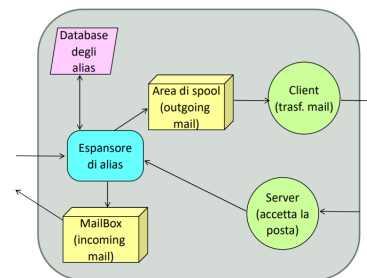 Database
degli
alias
Area di spool
(outgoing
mail)
Client
(trasf. mail)
Espansore
di alias
Server
(accetta la
posta)
MailBox
(incoming
mail)